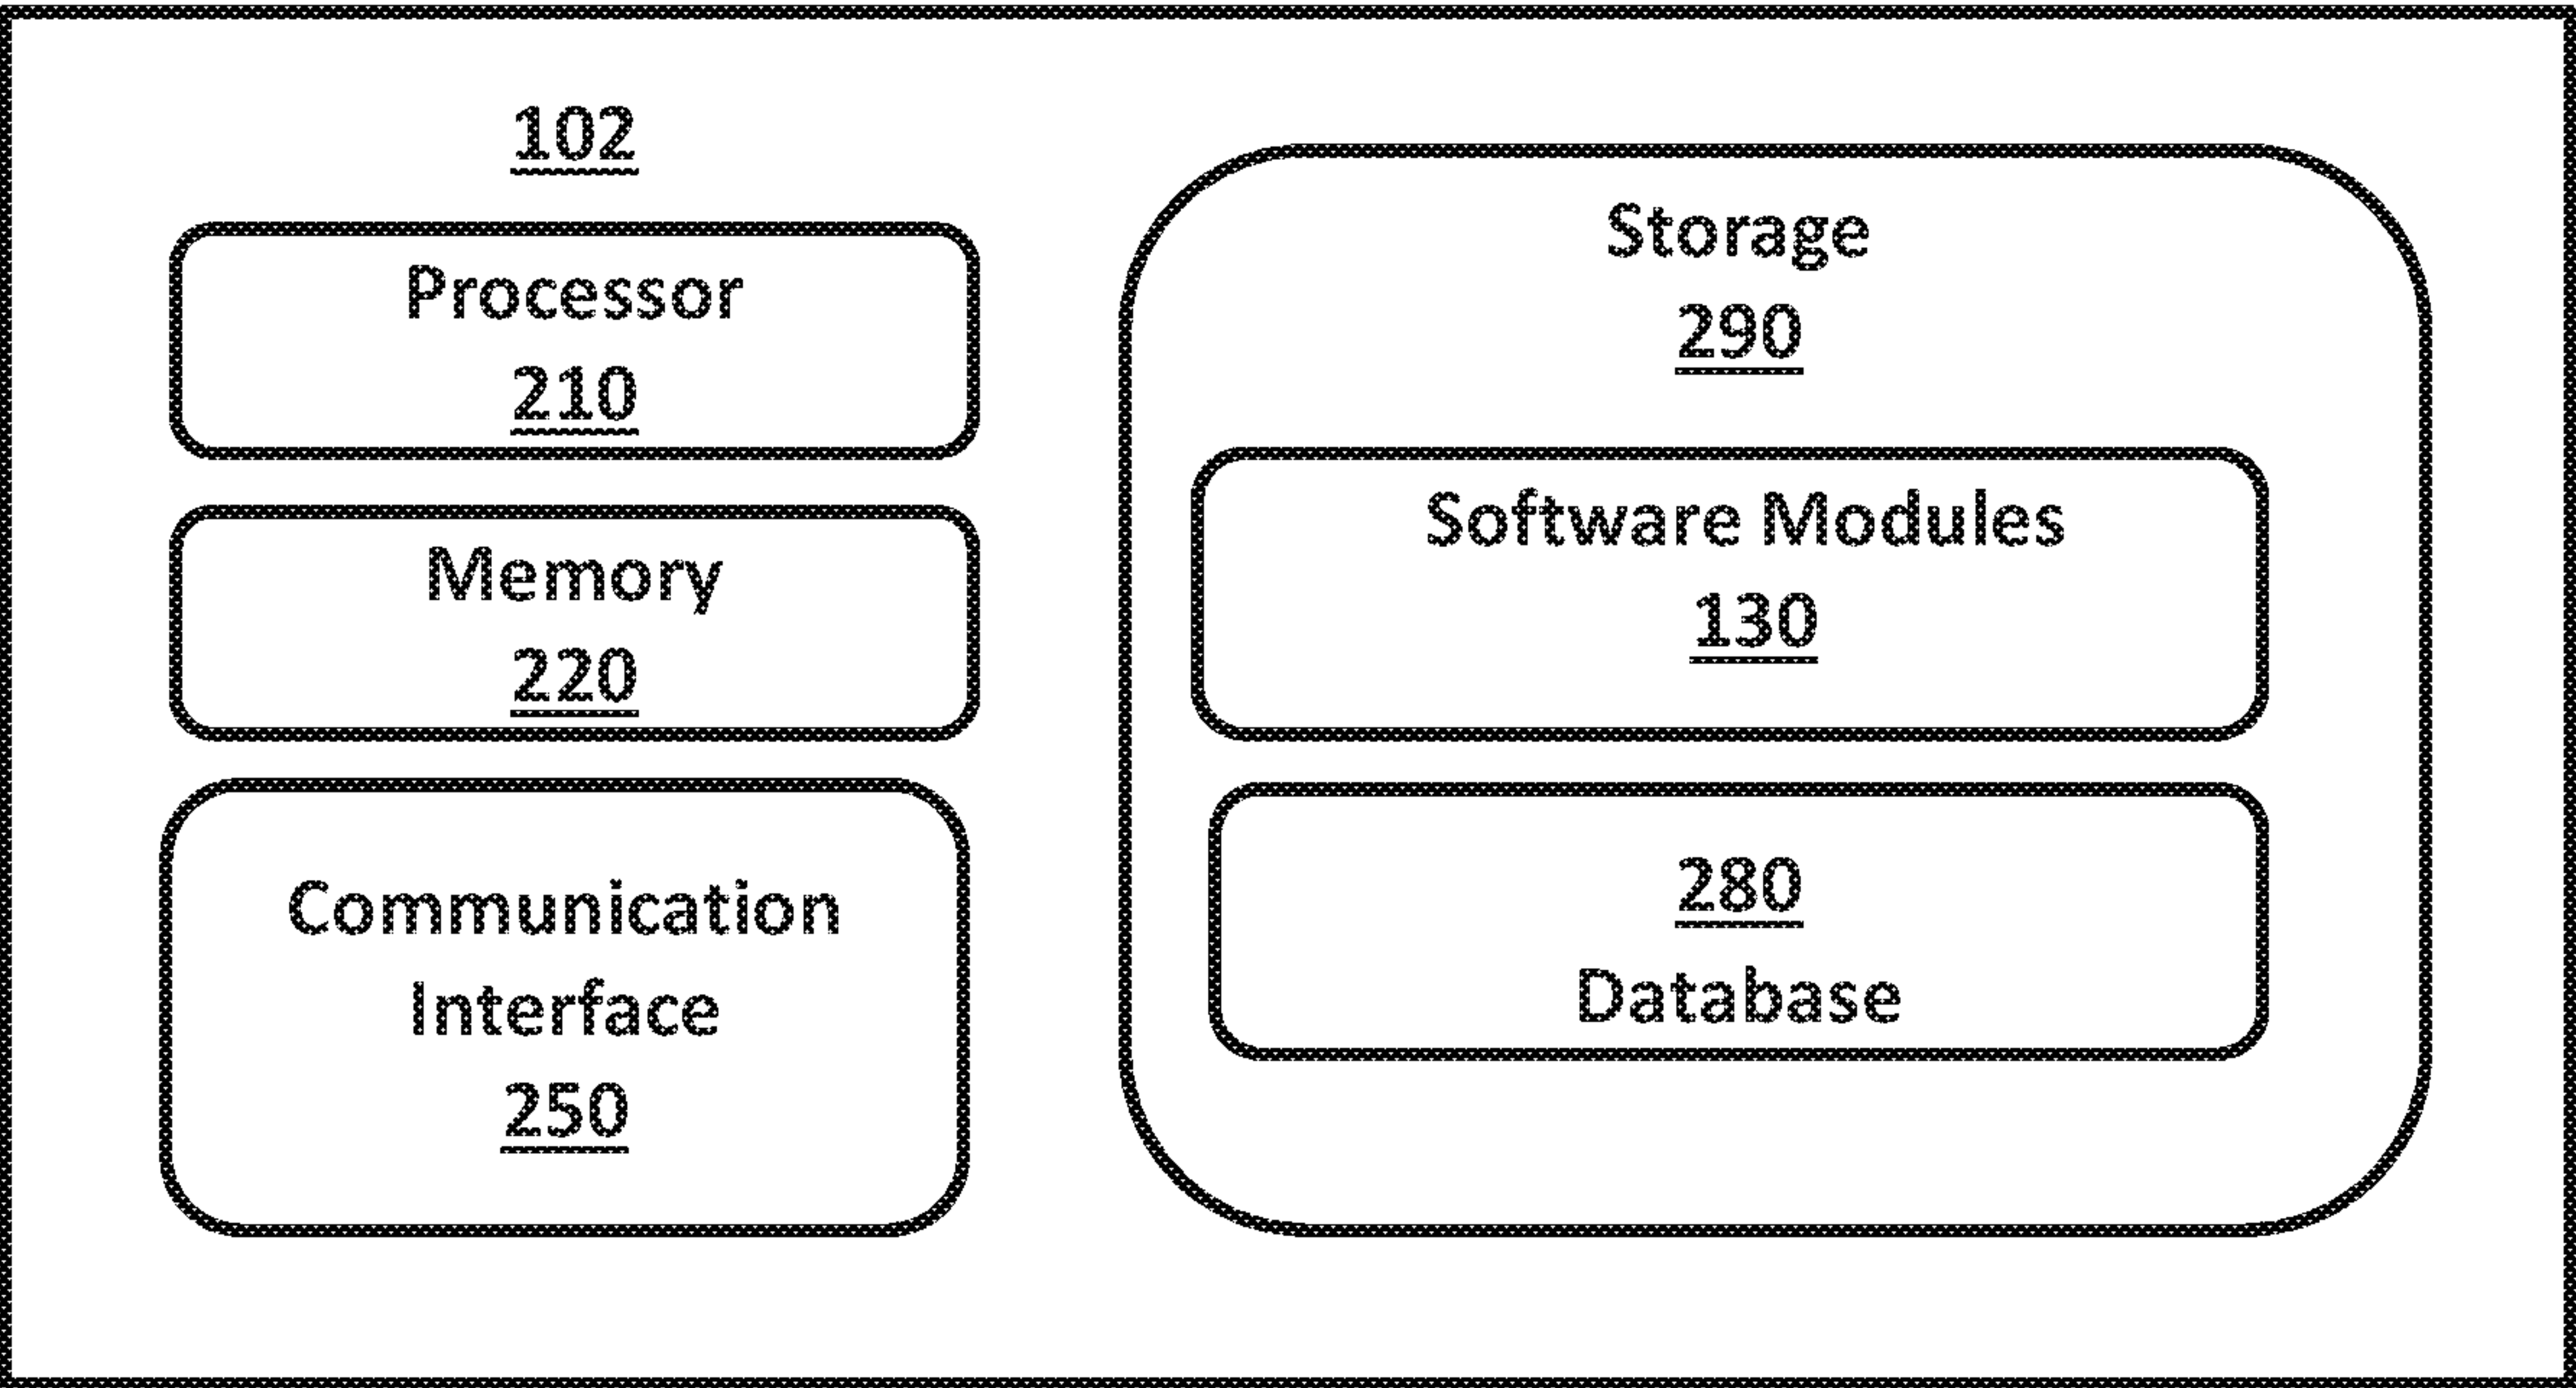 102
Processor
210
Memory
220
Communication
Interface
250
Storage
290
Software Modules
130
280
Database